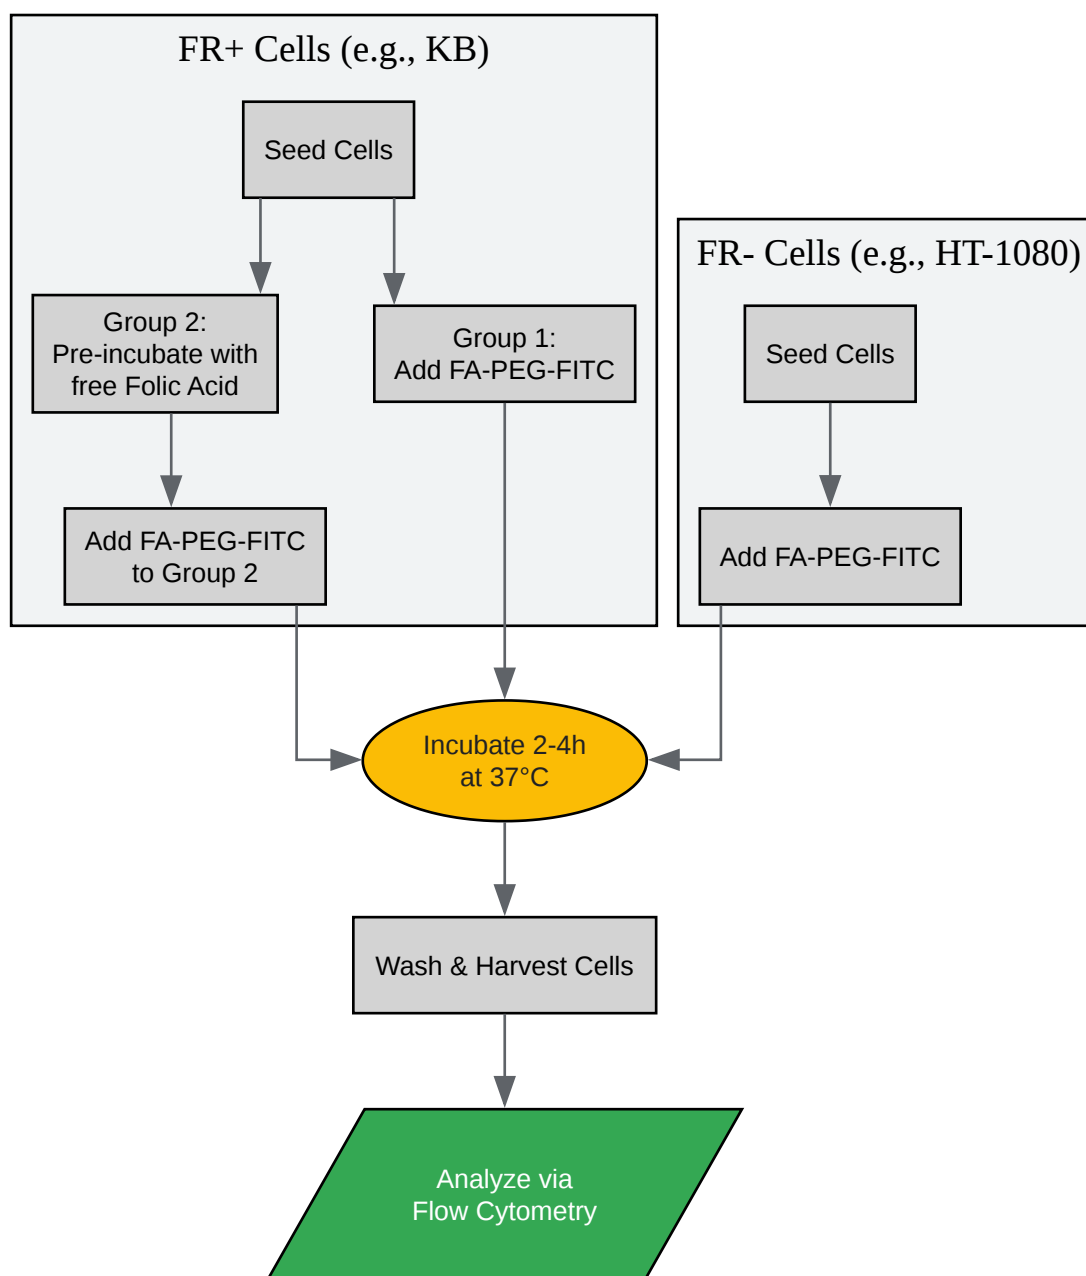 FR+ Cells (e.g., KB)
Seed Cells
Group 2:
Pre-incubate with
free Folic Acid
Group 1:
Add FA-PEG-FITC
Add FA-PEG-FITC
to Group 2
FR- Cells (e.g., HT-1080)
Seed Cells
Add FA-PEG-FITC
Incubate 2-4h
at 37°C
Wash & Harvest Cells
Analyze via
Flow Cytometry